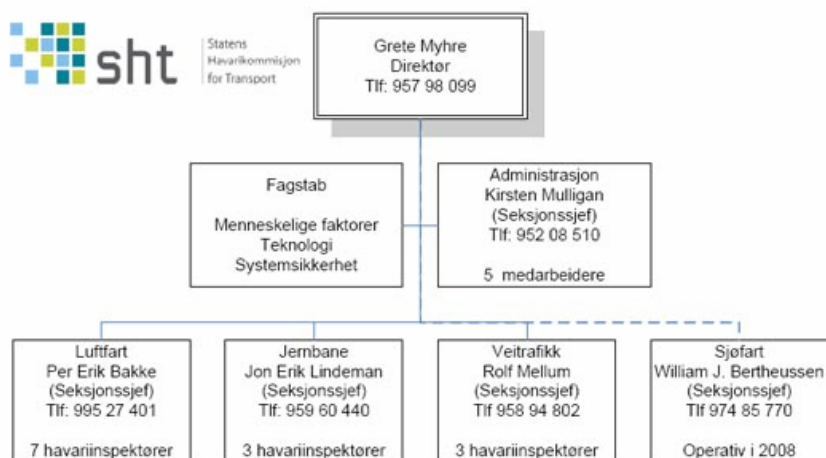 sht
Statens
Havarikommisjon
for Transport
Grete Myhre
Direktør
Tlf: 957 98 099
Fagstab
Menneskelige faktorer
Teknologi
Systemsikkerhet
Administrasjon
Kirsten Mulligan
(Seksjonssjef)
Tlf: 952 08 510
5 medarbeidere
Luftfart
Per Erik Bakke
(Seksjonssjef)
Tlf: 995 27 401
7 havariinspektører
Jernbane
Jon Erik Lindeman
(Seksjonssjef)
Tlf: 959 60 440
3 havariinspektører
Veitrafikk
Rolf Mellum
(Seksjonssjef)
Tlf 958 94 802
3 havariinspektører
Sjøfart
William J. Bertheussen
(Seksjonssjef)
Tlf 974 85 770
Operativ i 2008